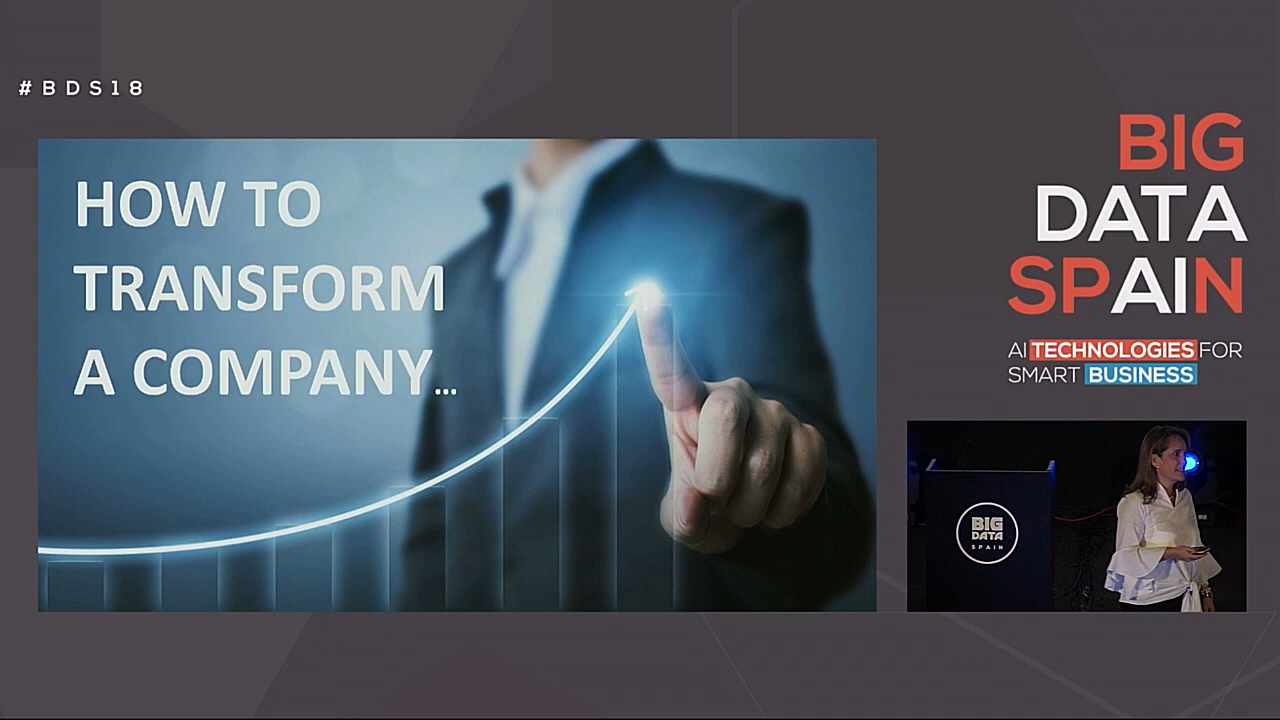 #BDS18
HOW TO
TRANSFORM
A COMPANY...
BIG
DATA
SPAIN
AI TECHNOLOGIES FOR
SMART BUSINESS
BIG
DATA
SPAIN